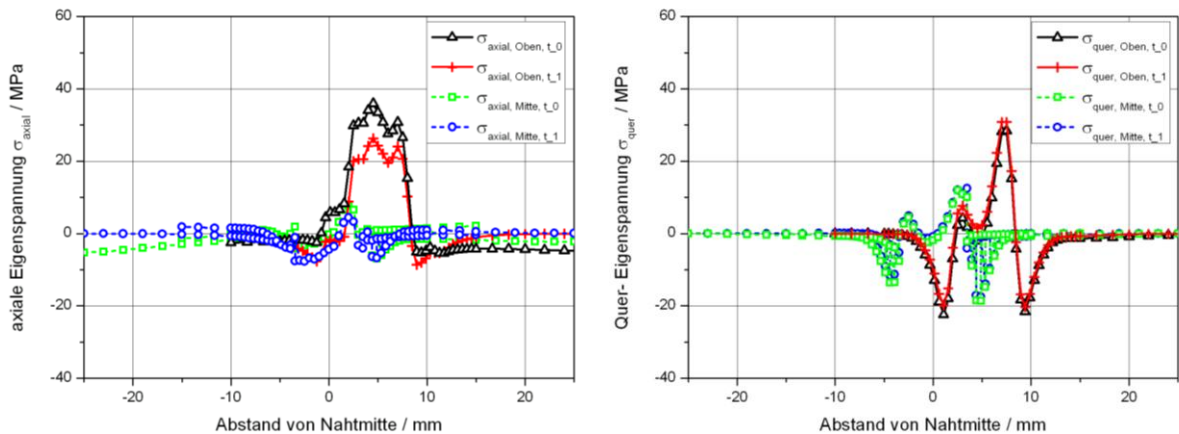 60
40
20
0
-20
-40
-20
-10
0
10
20
axiale Eigenspannung σaxial / MPa
Abstand von Nahtmitte / mm
σaxial, Oben, t_0
σaxial, Oben, t_1
σaxial, Mitte, t_0
σaxial, Mitte, t_1
60
40
20
0
-20
-40
-20
-10
0
10
20
Quer- Eigenspannung σquer / MPa
Abstand von Nahtmitte / mm
σquer, Oben, t_0
σquer, Oben, t_1
σquer, Mitte, t_0
σquer, Mitte, t_1